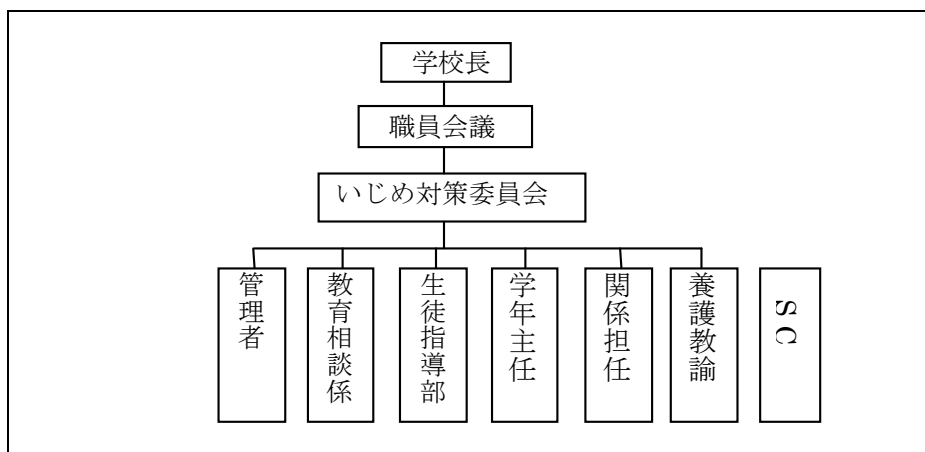 学校長
職員会議
いじめ対策委員会
管理者
教育相談係
生徒指導部
学年主任
関係担任
養護教諭
SC